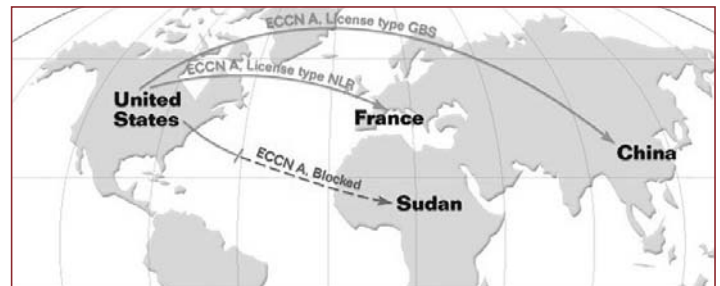 ECCN A. License type GBS
ECCN A. License type NLR
United
States
France
China
ECCN A. Blocked
Sudan